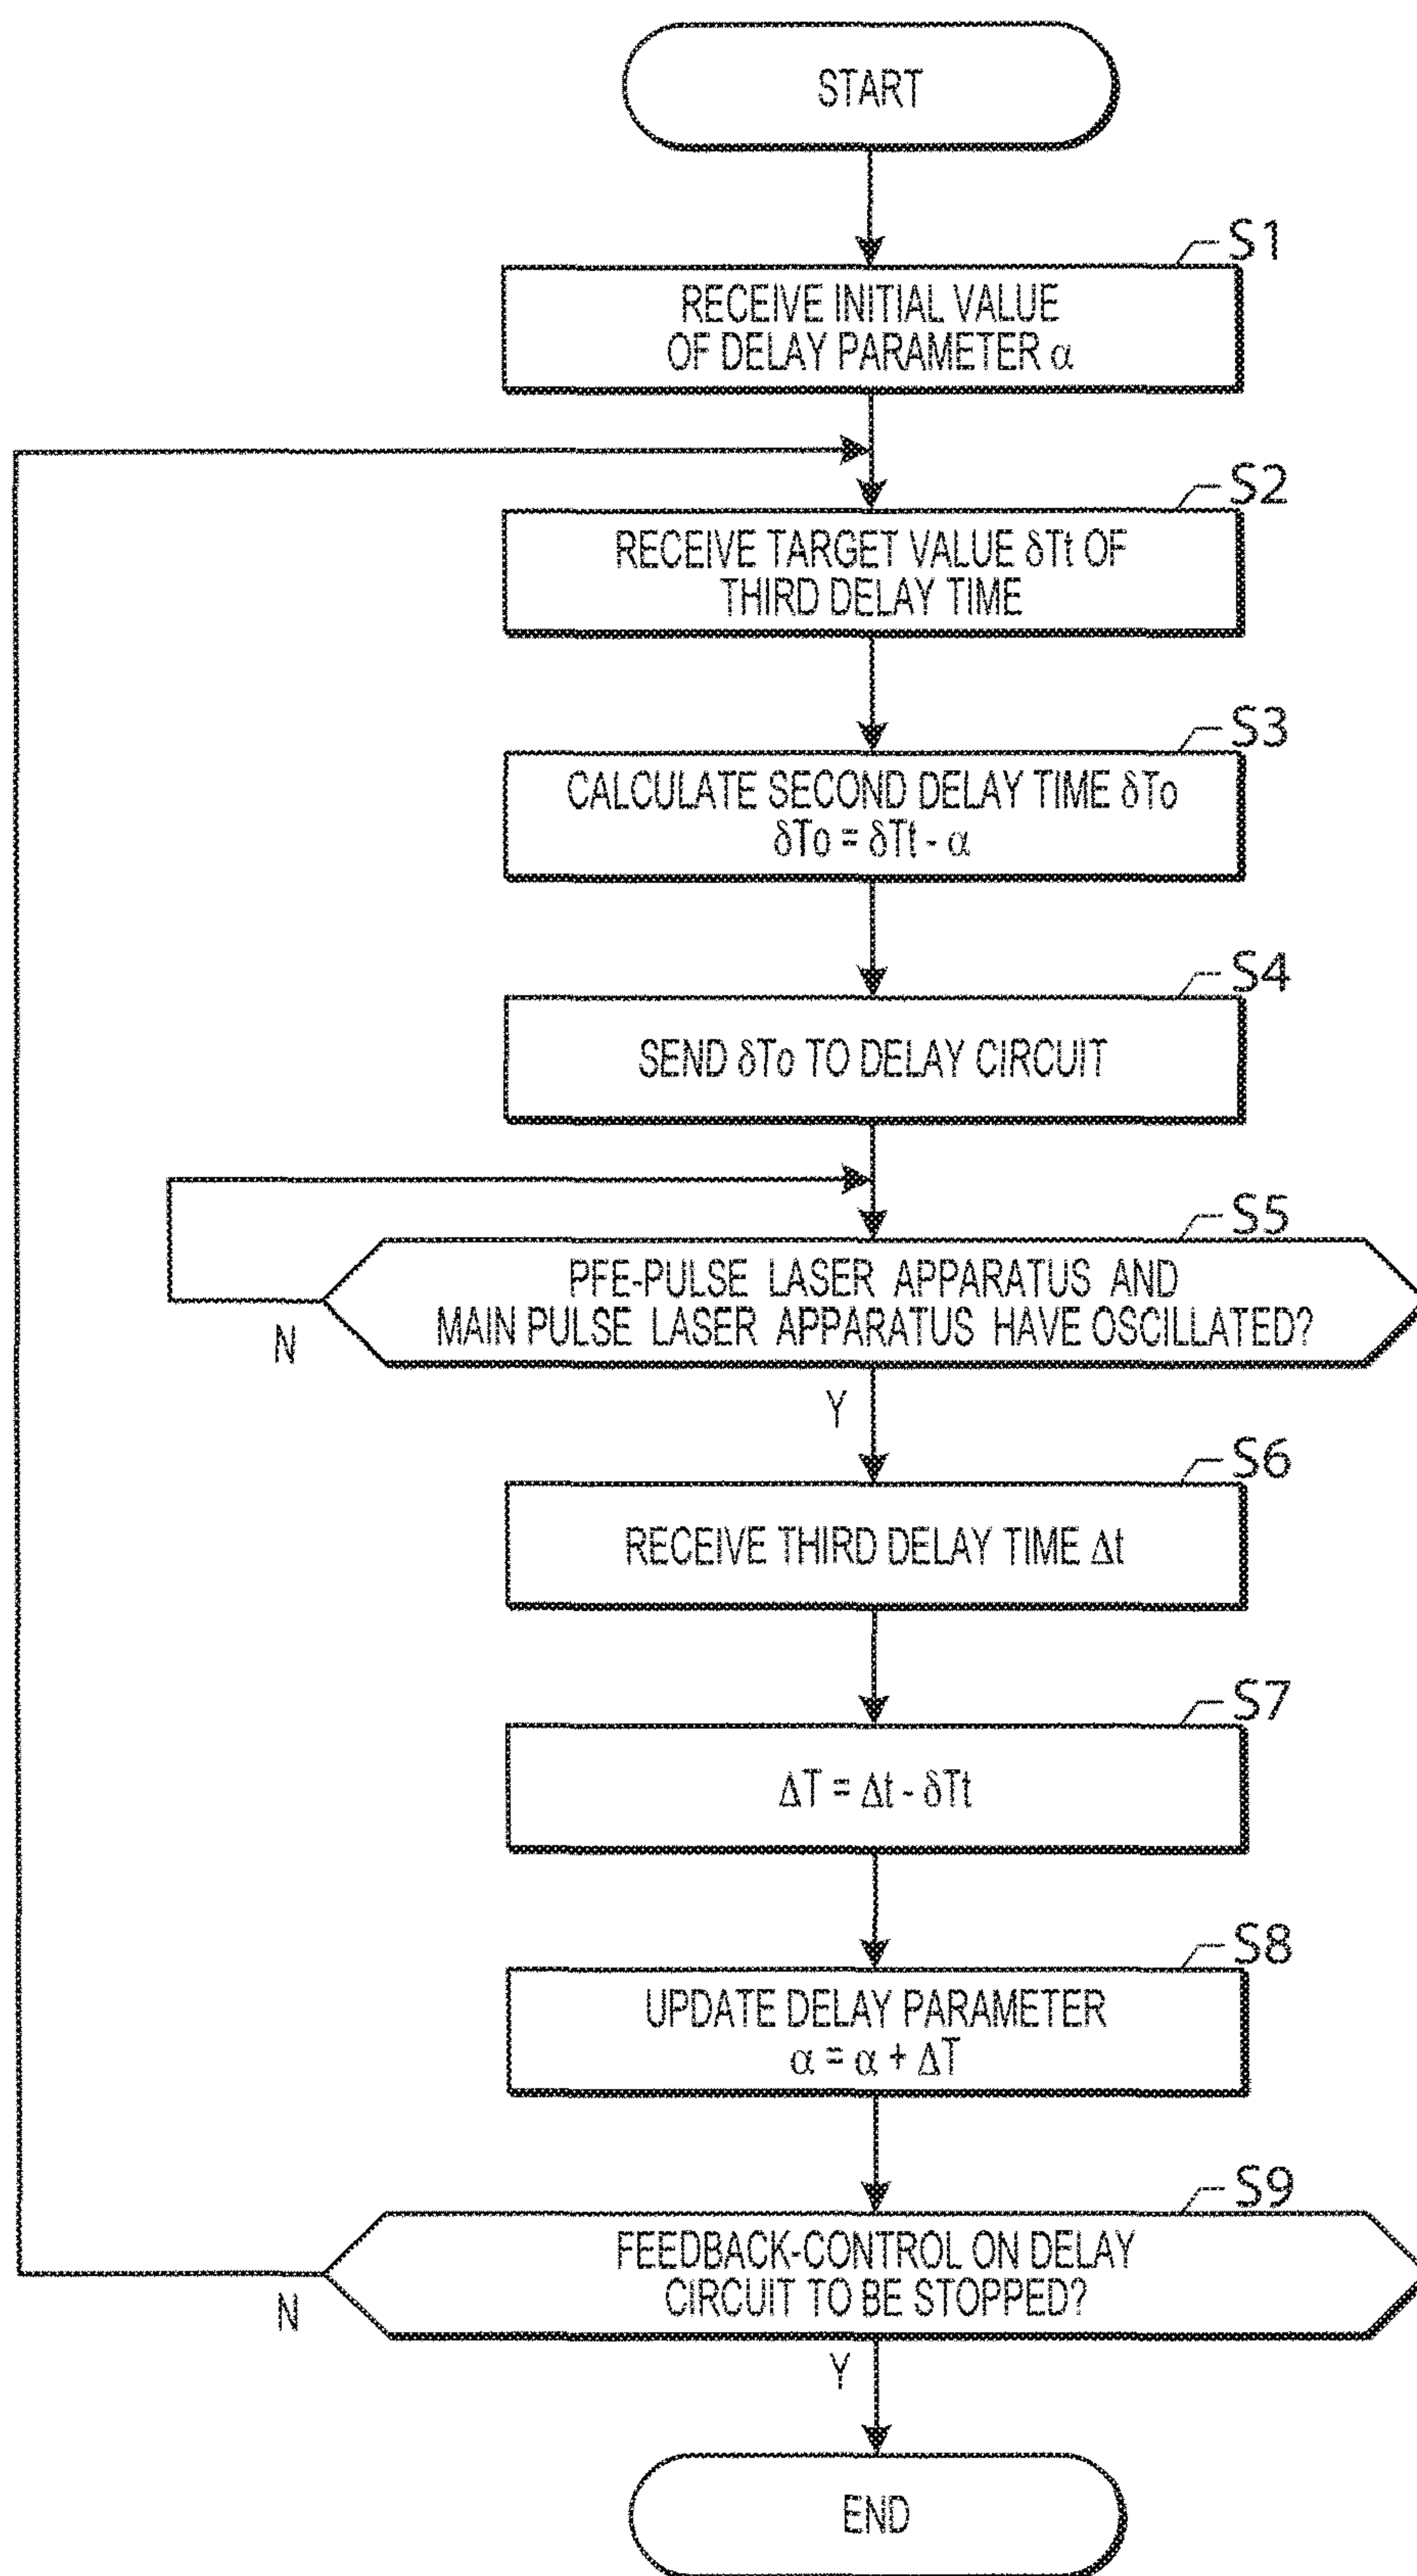 START
S1
RECEIVE INITIAL VALUE
OF DELAY PARAMETER α
S2
RECEIVE TARGET VALUE δTt OF
THIRD DELAY TIME
S3
CALCULATE SECOND DELAY TIME δTo
δTo = δTt - α
S4
SEND δTo TO DELAY CIRCUIT
S5
PFE-PULSE LASER APPARATUS AND
MAIN PULSE LASER APPARATUS HAVE OSCILLATED?
N
Y
S6
RECEIVE THIRD DELAY TIME Δt
S7
ΔT = Δt - δTt
S8
UPDATE DELAY PARAMETER
α = α + ΔT
S9
FEEDBACK-CONTROL ON DELAY
CIRCUIT TO BE STOPPED?
N
Y
END